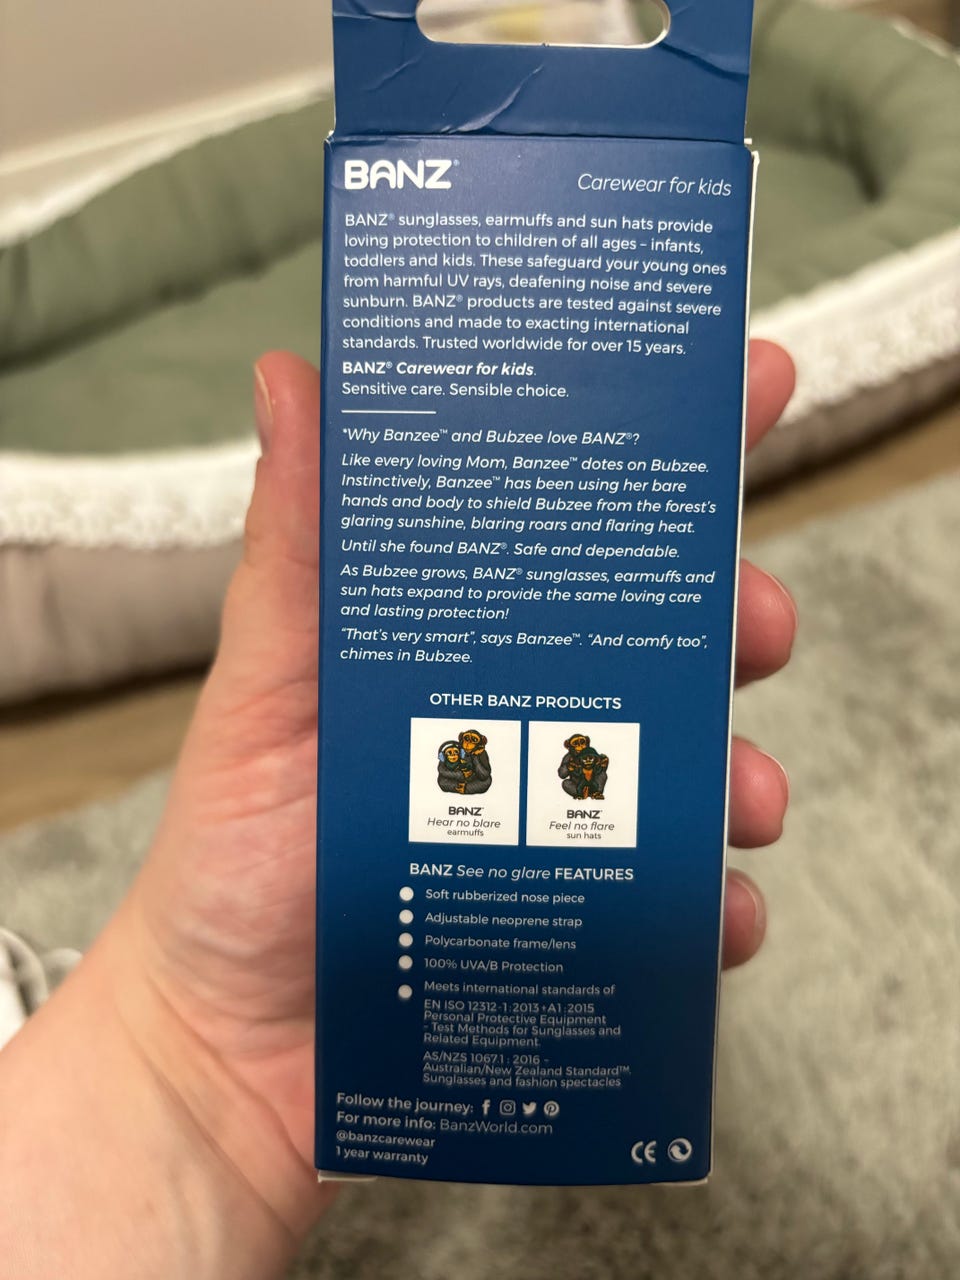 BANZ®
Carewear for kids
BANZ® sunglasses, earmuffs and sun hats provide
loving protection to children of all ages – infants,
toddlers and kids. These safeguard your young ones
from harmful UV rays, deafening noise and severe
sunburn. BANZ® products are tested against severe
conditions and made to exacting international
standards. Trusted worldwide for over 15 years.
BANZ® Carewear for kids.
Sensitive care. Sensible choice.
"Why Banzee™ and Bubzee love BANZ®?
Like every loving Mom, Banzee™ dotes on Bubzee.
Instinctively, Banzee™ has been using her bare
hands and body to shield Bubzee from the forest's
glaring sunshine, blaring roars and flaring heat.
Until she found BANZ®. Safe and dependable.
As Bubzee grows, BANZ® sunglasses, earmuffs and
sun hats expand to provide the same loving care
and lasting protection!
"That's very smart", says Banzee™. "And comfy too",
chimes in Bubzee.
OTHER BANZ PRODUCTS
BANZ®
Hear no blare
earmuffs
BANZ®
Feel no flare
sun hats
BANZ See no glare FEATURES
Soft rubberized nose piece
Adjustable neoprene strap
Polycarbonate frame/lens
100% UVA/B Protection
Meets international standards of
EN ISO 12312-1:2013+A1:2015
Personal Protective Equipment
- Test Methods for Sunglasses and
Related Equipment.
AS/NZS 1067.1 : 2016 –
Australian/New Zealand Standard™.
Sunglasses and fashion spectacles
Follow the journey:
For more info: BanzWorld.com
@banzcarewear
1 year warranty
CE